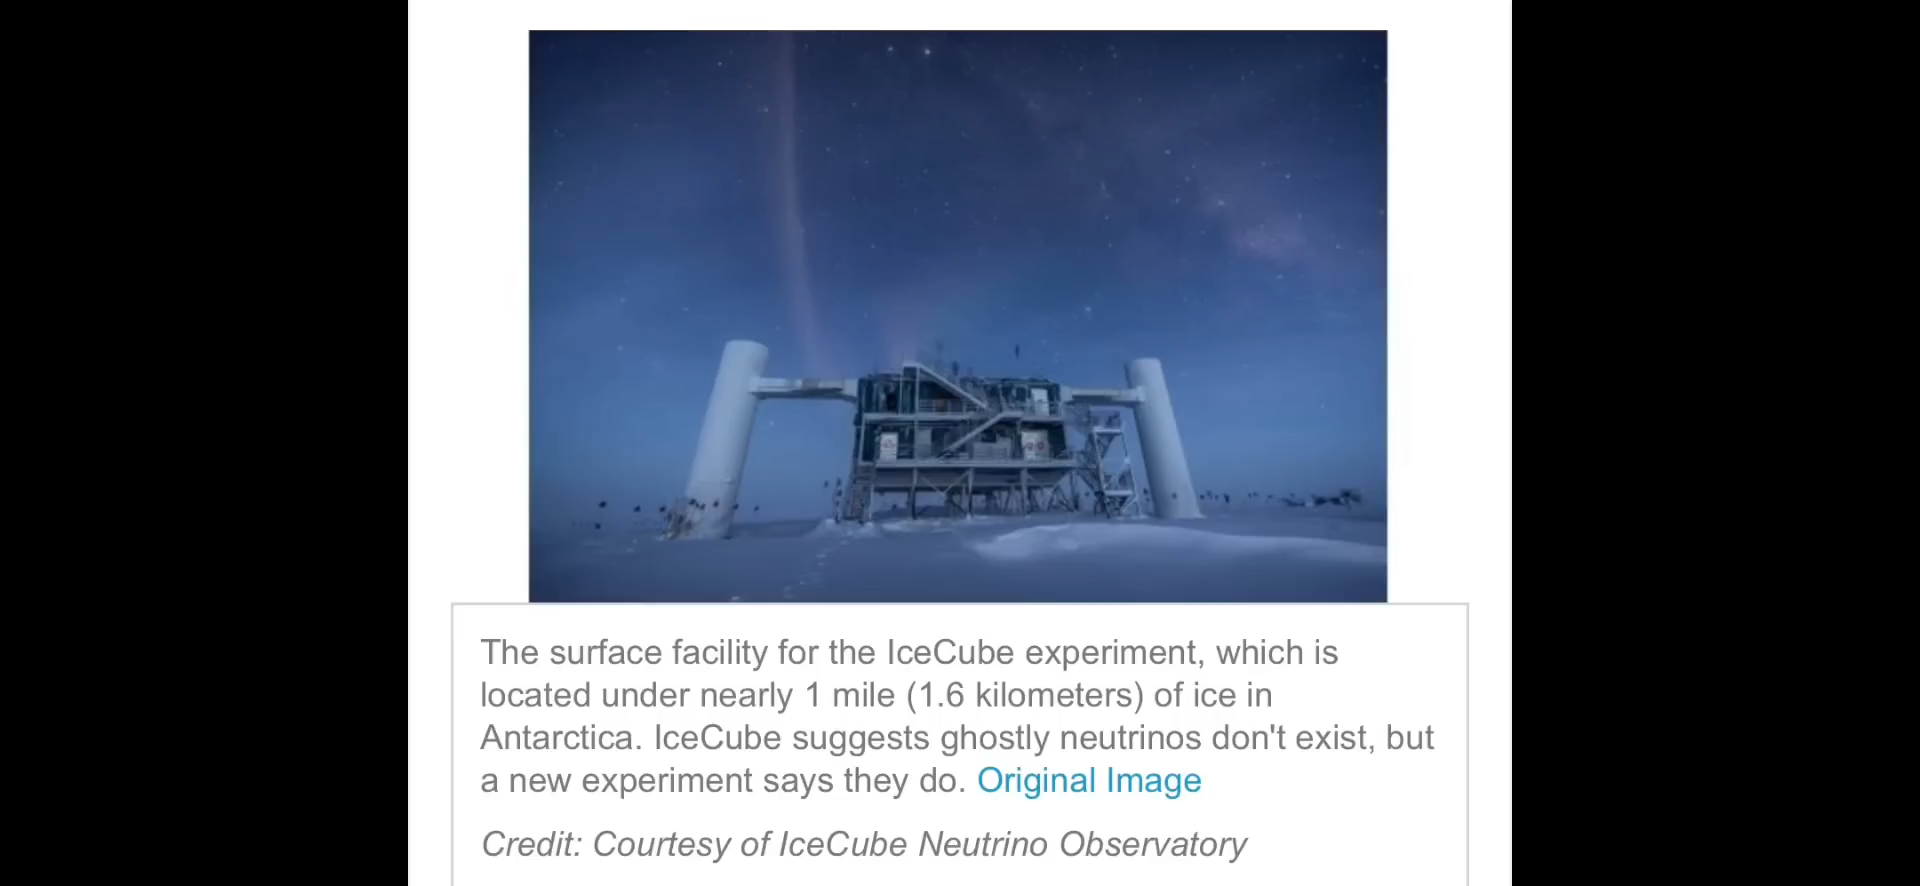 The surface facility for the IceCube experiment, which is
located under nearly 1 mile (1.6 kilometers) of ice in
Antarctica. IceCube suggests ghostly neutrinos don't exist, but
a new experiment says they do. Original Image
Credit: Courtesy of IceCube Neutrino Observatory